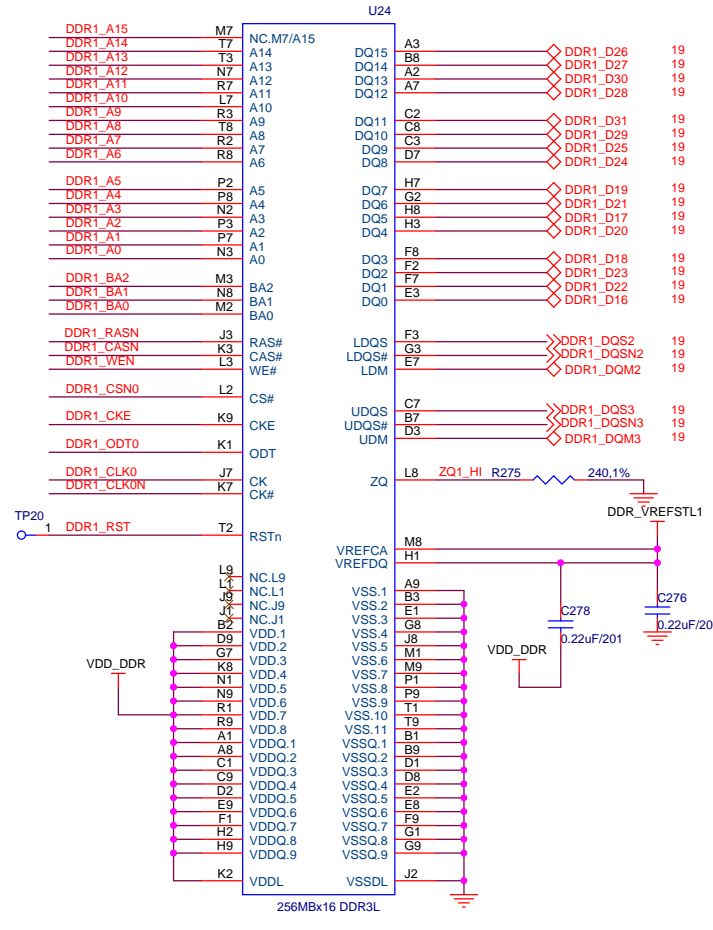 U24
DDR1_A15 M7 NC.M7/A15
DDR1_A14 T7 A14 DQ15 A3 DDR1_D26 19
DDR1_A13 T3 A13 DQ14 B8 DDR1_D27 19
DDR1_A12 N7 A12 DQ13 A2 DDR1_D30 19
DDR1_A11 R7 A11 DQ12 A7 DDR1_D28 19
DDR1_A10 L7 A10
DDR1_A9 R3 A9 DQ11 C2 DDR1_D31 19
DDR1_A8 T8 A8 DQ10 C8 DDR1_D29 19
DDR1_A7 R2 A7 DQ9 C3 DDR1_D25 19
DDR1_A6 R8 A6 DQ8 D7 DDR1_D24 19
DDR1_A5 P2 A5 DQ7 H7 DDR1_D19 19
DDR1_A4 P8 A4 DQ6 G2 DDR1_D21 19
DDR1_A3 N2 A3 DQ5 H8 DDR1_D17 19
DDR1_A2 P3 A2 DQ4 H3 DDR1_D20 19
DDR1_A1 P7 A1
DDR1_A0 N3 A0 DQ3 F8 DDR1_D18 19
DQ2 F2 DDR1_D23 19
DDR1_BA2 M3 BA2 DQ1 F7 DDR1_D22 19
DDR1_BA1 N8 BA1 DQ0 E3 DDR1_D16 19
DDR1_BA0 M2 BA0
DDR1_RASN J3 RAS# LDQS F3 DDR1_DQS2 19
DDR1_CASN K3 CAS# LDQS# G3 DDR1_DQSN2 19
DDR1_WEN L3 WE# LDM E7 DDR1_DQM2 19
DDR1_CSN0 L2 CS#
UDQS C7 DDR1_DQS3 19
DDR1_CKE K9 CKE UDQS# B7 DDR1_DQSN3 19
UDM D3 DDR1_DQM3 19
DDR1_ODT0 K1 ODT
DDR1_CLK0 J7 CK ZQ L8 ZQ1_HI R275 240,1%
DDR1_CLK0N K7 CK#
DDR_VREFSTL1
TP20 1 DDR1_RST T2 RSTn
VREFCA M8
VREFDQ H1
L9 NC.L9
L1 NC.L1 VSS.1 A9
J9 NC.J9 VSS.2 B3 C276
J1 NC.J1 VSS.3 E1 C278
B2 VDD.1 VSS.4 G8 0.22uF/20
D9 VDD.2 VSS.5 J8 0.22uF/201
G7 VDD.3 VSS.6 M1 VDD_DDR
VDD_DDR K8 VDD.4 VSS.7 M9
N1 VDD.5 VSS.8 P1
N9 VDD.6 VSS.9 P9
R1 VDD.7 VSS.10 T1
R9 VDD.8 VSS.11 T9
A1 VDDQ.1 VSSQ.1 B1
A8 VDDQ.2 VSSQ.2 B9
C1 VDDQ.3 VSSQ.3 D1
C9 VDDQ.4 VSSQ.4 D8
D2 VDDQ.5 VSSQ.5 E2
E9 VDDQ.6 VSSQ.6 E8
F1 VDDQ.7 VSSQ.7 F9
H2 VDDQ.8 VSSQ.8 G1
H9 VDDQ.9 VSSQ.9 G9
K2 VDDL VSSDL J2
256MBx16 DDR3L